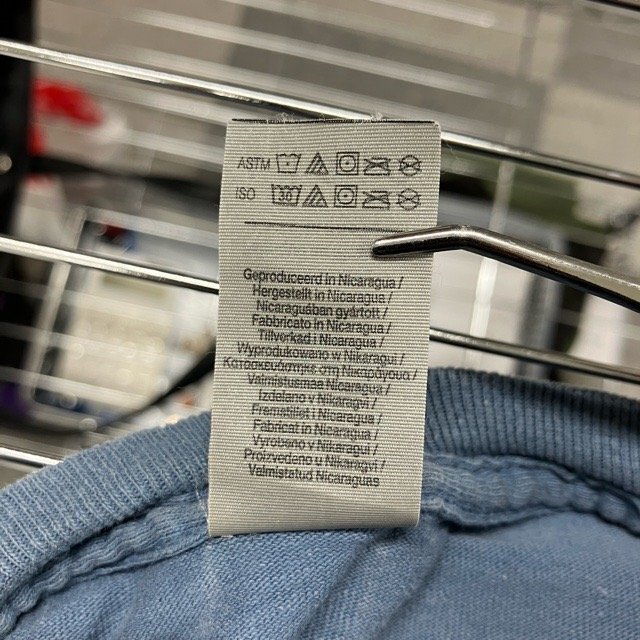 ASTM
ISO 30
Geproduceerd in Nicaragua /
Hergestellt in Nicaragua /
Nicaraguában gyártott /
Fabbricato in Nicaragua /
Tillverkad i Nicaragua /
Wyprodukowano w Nikaragui /
Valmistusmaa Nicaragua /
Izdelano v Nikaragvi /
Fremstillet i Nicaragua /
Fabricat in Nicaragua /
Vyrobeno v Nikaragui /
Proizvedeno u Nikaragvi /
Valmistatud Nicaraguas